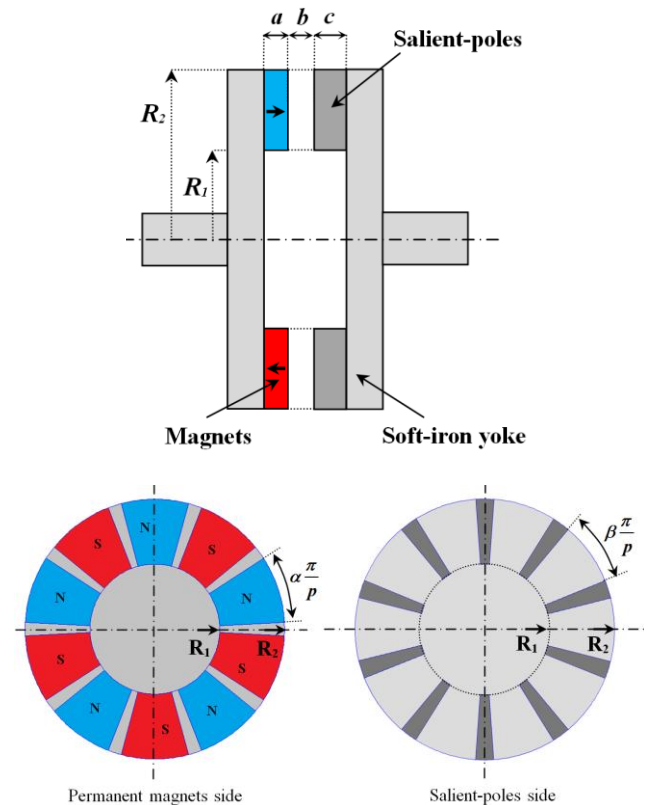 a b c
Salient-poles
R₂
R₁
Magnets
Soft-iron yoke
N
S
S
α π/p
N
N
R₁ R₂
S
S
N
N
S
β π/p
R₁ R₂
Permanent magnets side
Salient-poles side